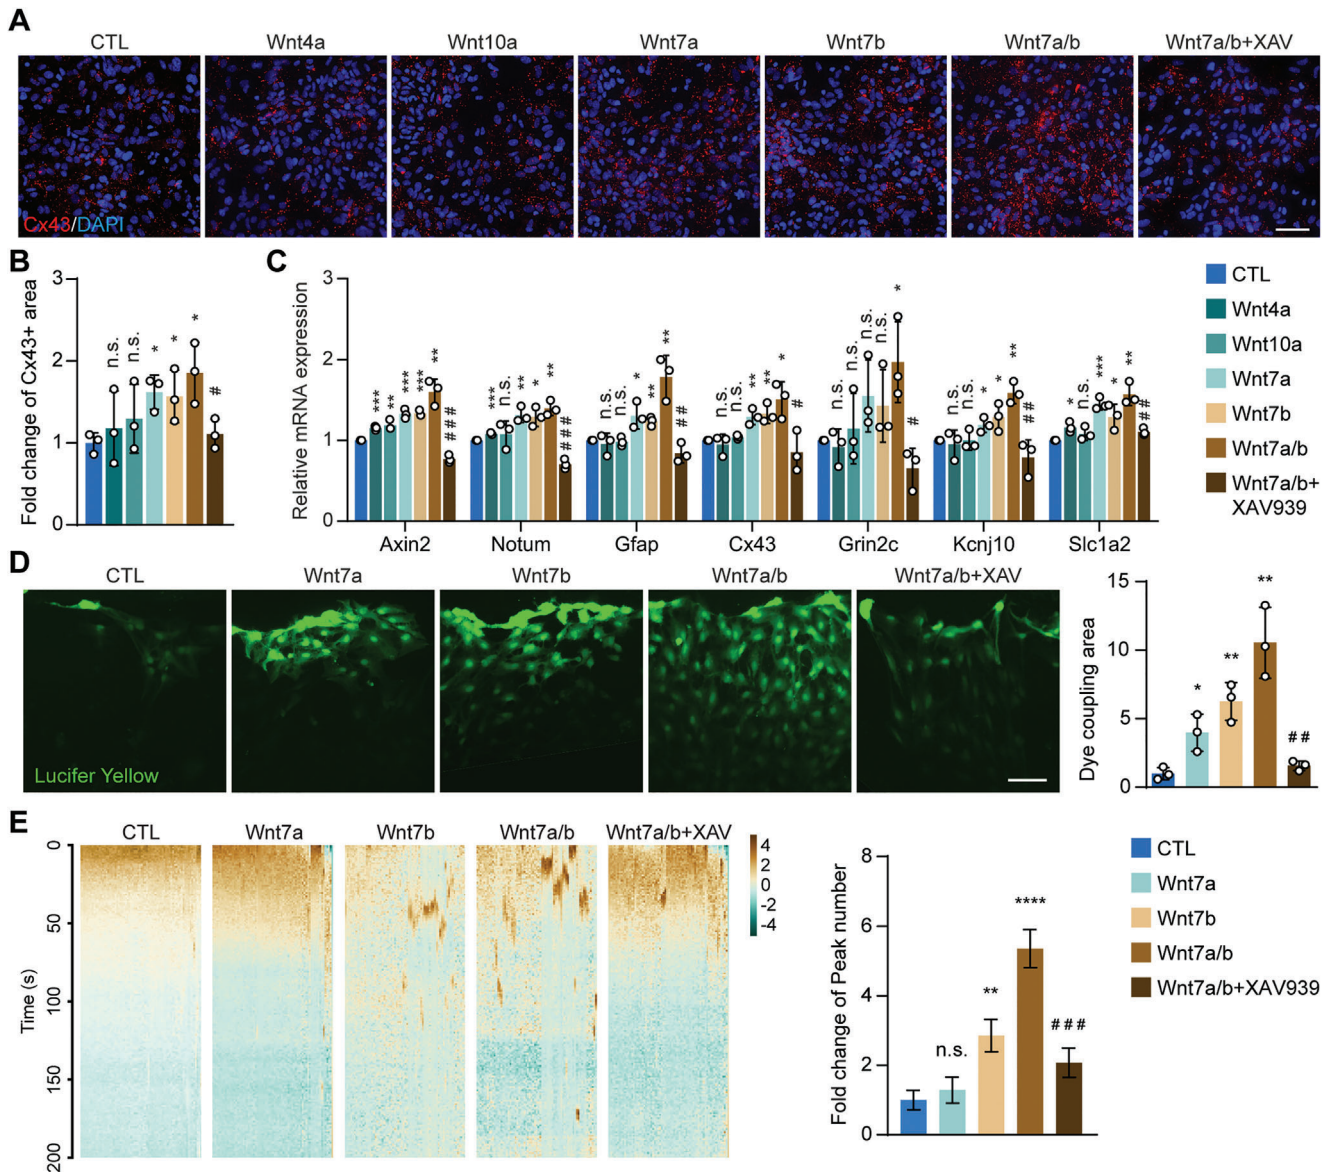 A
CTL Wnt4a Wnt10a Wnt7a Wnt7b Wnt7a/b Wnt7a/b+XAV
Cx43/DAPI
B
Fold change of Cx43+ area
3
2
1
0
n.s. n.s. * * * #
C
Relative mRNA expression
3
2
1
0
*** ** *** *** ** ####
*** n.s. ** * ** ####
n.s. n.s. * ** ** ##
n.s. n.s. ** ** * #
n.s. n.s. n.s. n.s. * #
n.s. n.s. * * ** ##
* n.s. *** * ** ##
Axin2 Notum Gfap Cx43 Grin2c Kcnj10 Slc1a2
CTL
Wnt4a
Wnt10a
Wnt7a
Wnt7b
Wnt7a/b
Wnt7a/b+
XAV939
D
CTL Wnt7a Wnt7b Wnt7a/b Wnt7a/b+XAV
Lucifer Yellow
Dye coupling area
15
10
5
0
* ** ** ##
E
CTL Wnt7a Wnt7b Wnt7a/b Wnt7a/b+XAV
Time (s)
0
50
100
150
200
4
2
0
-2
-4
Fold change of Peak number
8
6
4
2
0
n.s. ** **** ###
CTL
Wnt7a
Wnt7b
Wnt7a/b
Wnt7a/b+XAV939